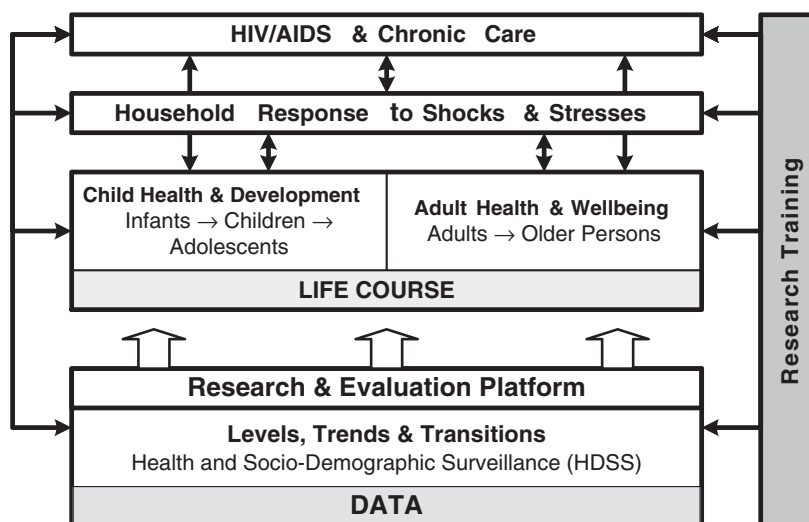 HIV/AIDS & Chronic Care
Household Response to Shocks & Stresses
Child Health & Development
Infants → Children →
Adolescents
Adult Health & Wellbeing
Adults → Older Persons
LIFE COURSE
Research & Evaluation Platform
Levels, Trends & Transitions
Health and Socio-Demographic Surveillance (HDSS)
DATA
Research Training